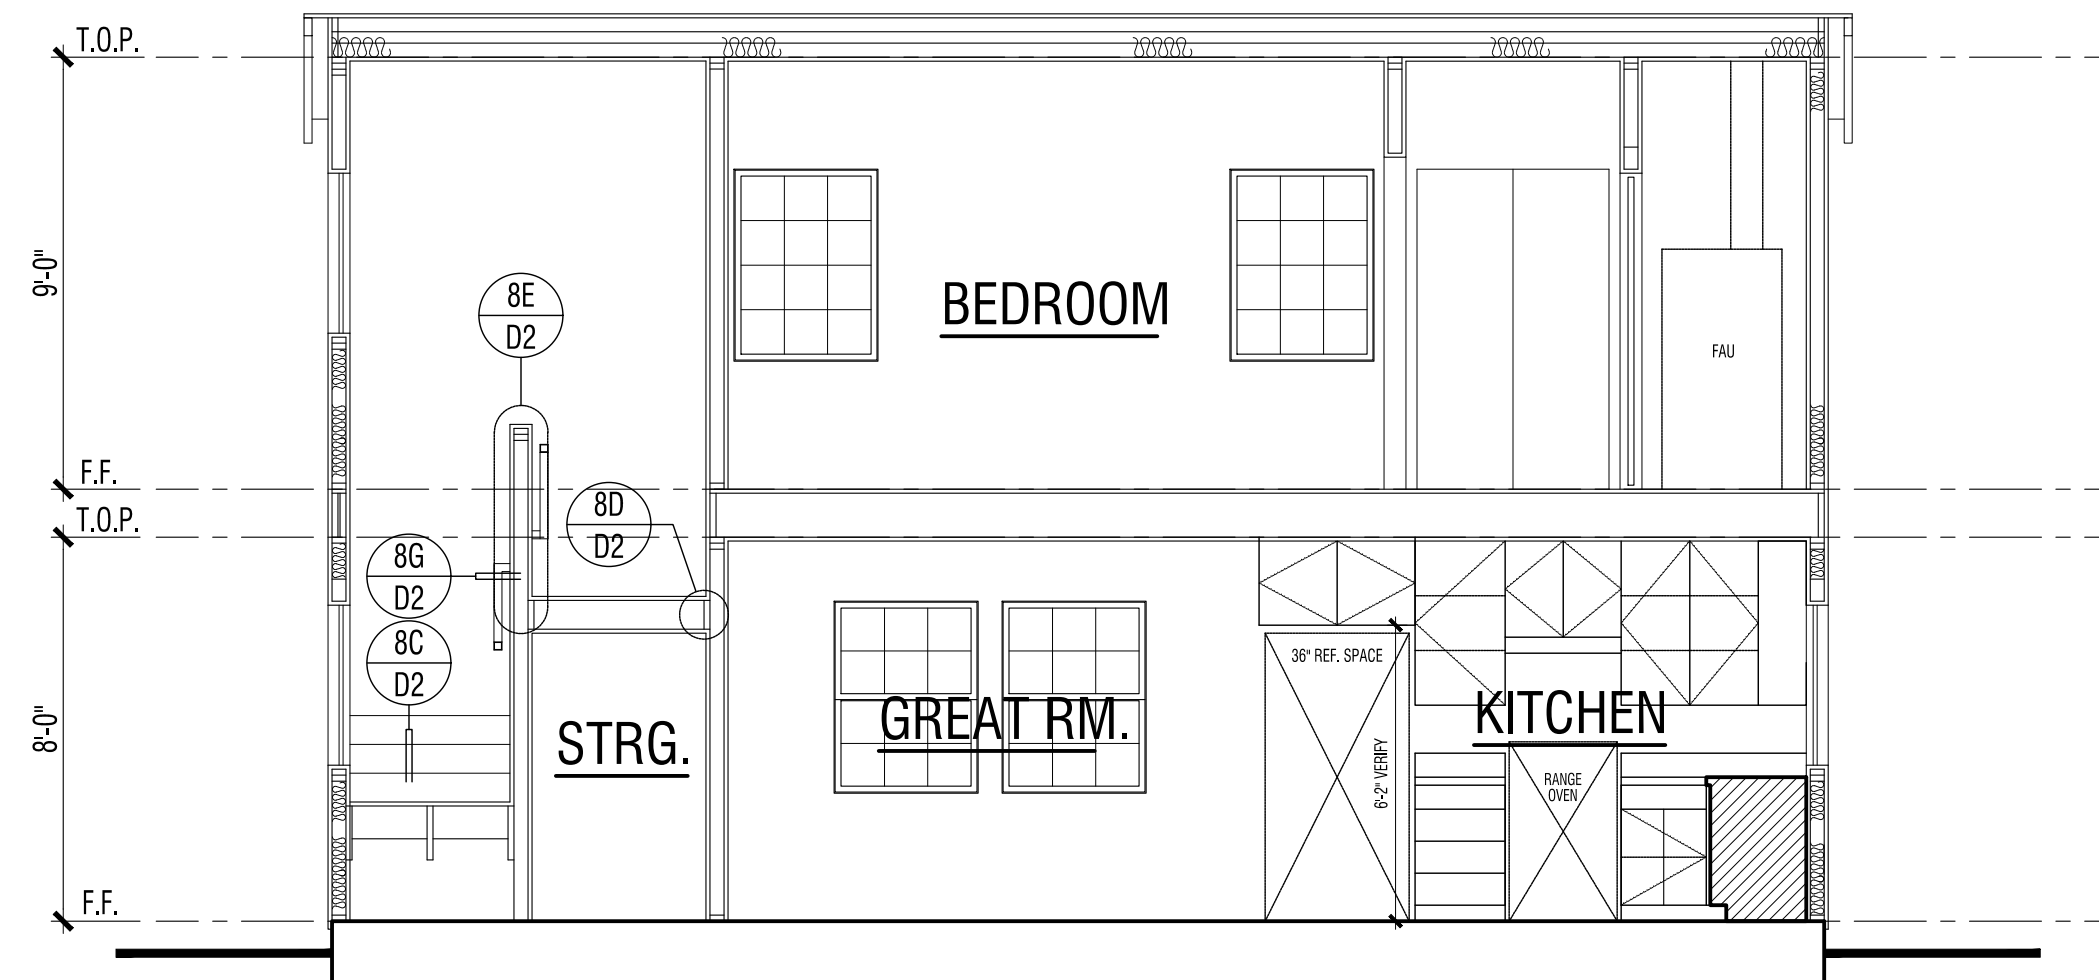 T.O.P.
9'-0"
8E
D2
BEDROOM
FAU
F.F.
8D
D2
T.O.P.
8G
D2
8C
D2
36" REF. SPACE
8'-0"
STRG.
GREAT RM.
KITCHEN
6'-2" VERIFY
RANGE
OVEN
F.F.